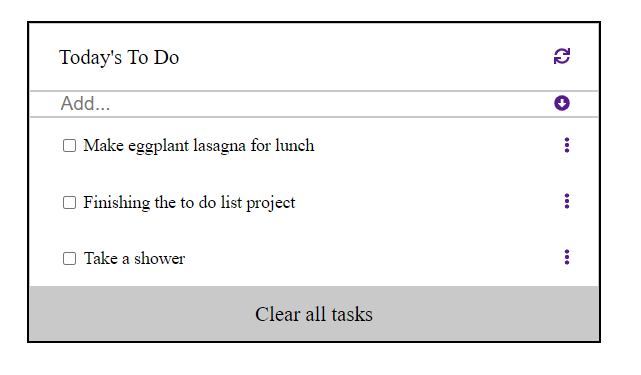 Today's To Do
Add...
Make eggplant lasagna for lunch
Finishing the to do list project
Take a shower
Clear all tasks